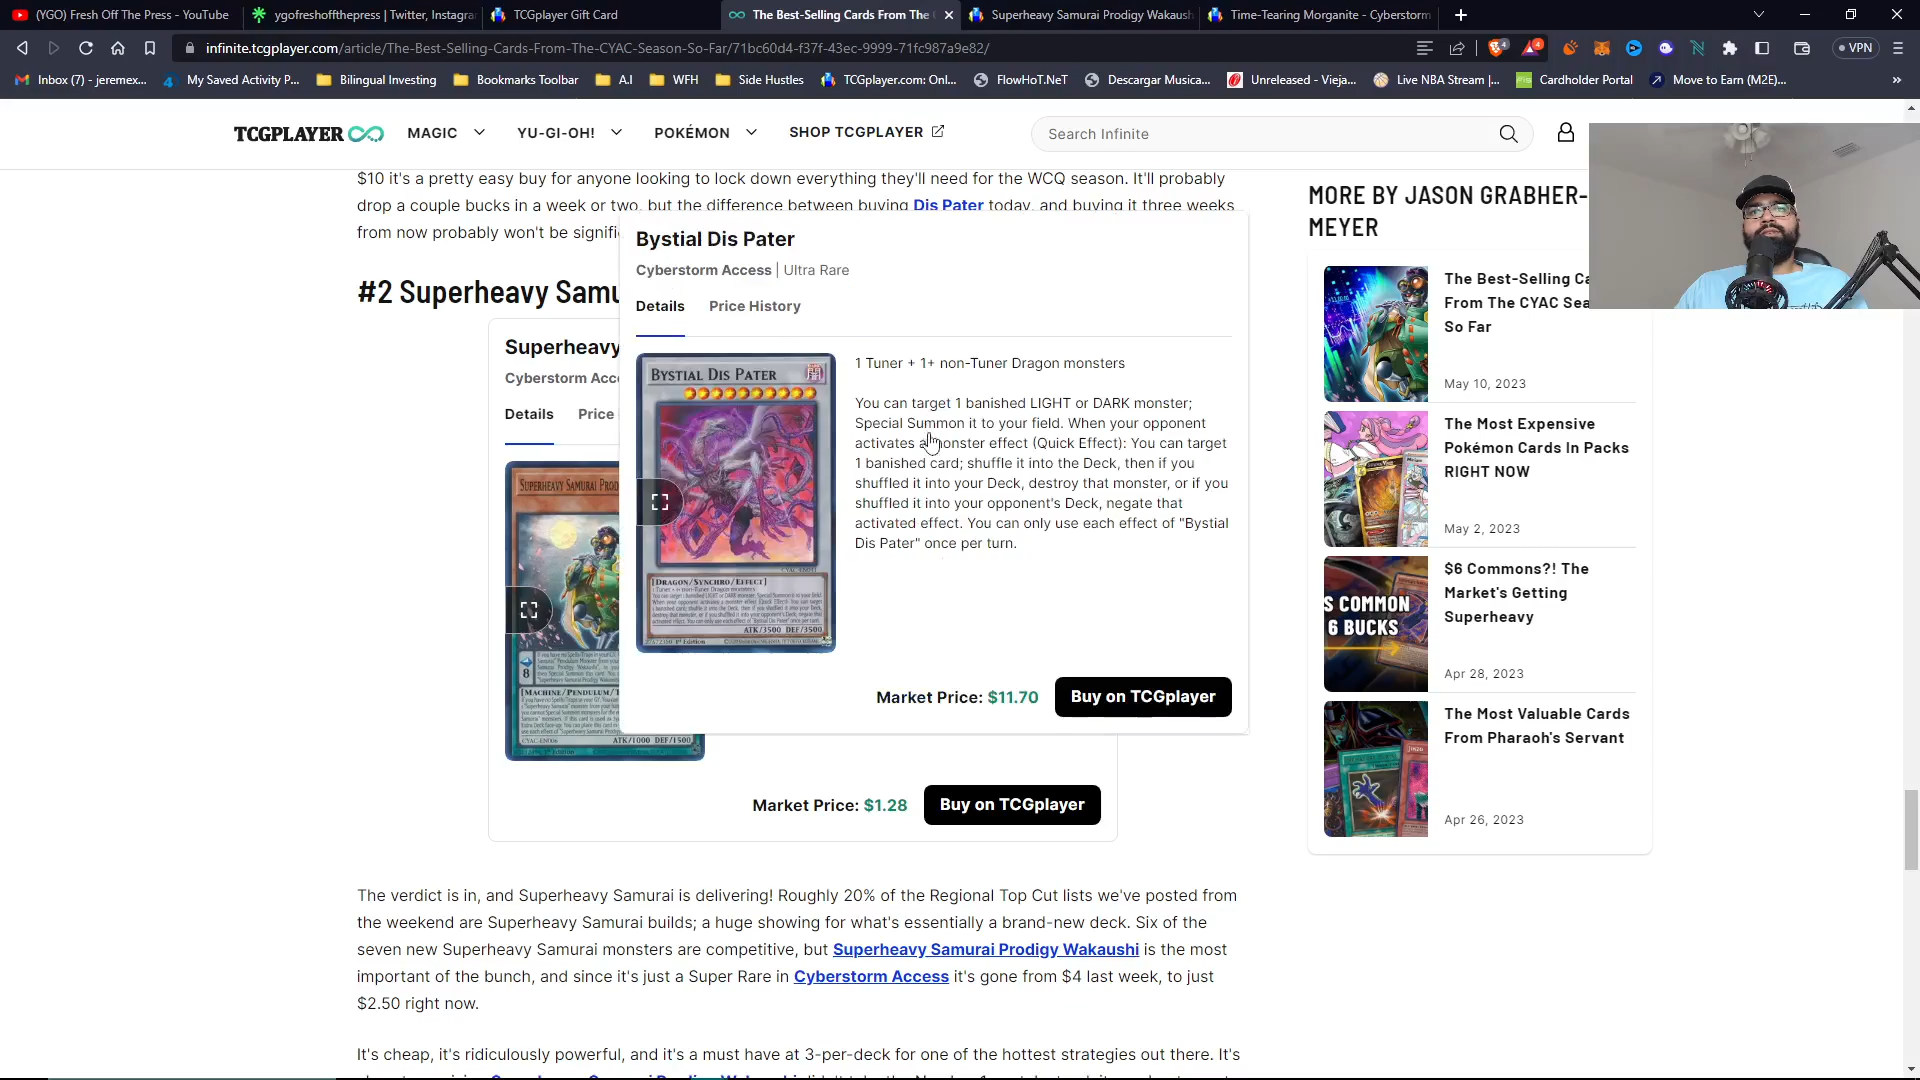 (YGO) Fresh Off The Press - YouTube
ygofreshoffthepress | Twitter, Instagra
TCGplayer Gift Card
The Best-Selling Cards From The
Superheavy Samurai Prodigy Wakaush
Time-Tearing Morganite - Cyberstorm
infinite.tcgplayer.com/article/The-Best-Selling-Cards-From-The-CYAC-Season-So-Far/71bc60d4-f37f-43ec-9999-71fc987a9e82/
VPN
Inbox (7) - jeremex...
My Saved Activity P...
Bilingual Investing
Bookmarks Toolbar
A.I
WFH
Side Hustles
TCGplayer.com: Onl...
FlowHoT.NeT
Descargar Musica...
Unreleased - Vieja...
Live NBA Stream |...
Cardholder Portal
Move to Earn (M2E)...
TCGPLAYER
MAGIC
YU-GI-OH!
POKÉMON
SHOP TCGPLAYER
Search Infinite
$10 it's a pretty easy buy for anyone looking to lock down everything they'll need for the WCQ season. It'll probably
drop a couple bucks in a week or two, but the difference between buying Dis Pater today, and buying it three weeks
from now probably won't be signifi
#2 Superheavy Samu
Superheavy
Cyberstorm Acce
Details
Price
Bystial Dis Pater
Cyberstorm Access | Ultra Rare
Details
Price History
BYSTIAL DIS PATER
[DRAGON/SYNCHRO/EFFECT]
ATK/3500 DEF/3500
1 Tuner + 1+ non-Tuner Dragon monsters
You can target 1 banished LIGHT or DARK monster;
Special Summon it to your field. When your opponent
activates a monster effect (Quick Effect): You can target
1 banished card; shuffle it into the Deck, then if you
shuffled it into your Deck, destroy that monster, or if you
shuffled it into your opponent's Deck, negate that
activated effect. You can only use each effect of "Bystial
Dis Pater" once per turn.
Market Price: $11.70
Buy on TCGplayer
SUPERHEAVY SAMURAI PROD
8
[MACHINE/PENDULUM/T
CYAC-EN006
ATK/1000 DEF/1500
Market Price: $1.28
Buy on TCGplayer
The verdict is in, and Superheavy Samurai is delivering! Roughly 20% of the Regional Top Cut lists we've posted from
the weekend are Superheavy Samurai builds; a huge showing for what's essentially a brand-new deck. Six of the
seven new Superheavy Samurai monsters are competitive, but Superheavy Samurai Prodigy Wakaushi is the most
important of the bunch, and since it's just a Super Rare in Cyberstorm Access it's gone from $4 last week, to just
$2.50 right now.
It's cheap, it's ridiculously powerful, and it's a must have at 3-per-deck for one of the hottest strategies out there. It's
MORE BY JASON GRABHER-
MEYER
The Best-Selling Ca
From The CYAC Sea
So Far
May 10, 2023
The Most Expensive
Pokémon Cards In Packs
RIGHT NOW
May 2, 2023
S COMMON
6 BUCKS
$6 Commons?! The
Market's Getting
Superheavy
Apr 28, 2023
The Most Valuable Cards
From Pharaoh's Servant
Apr 26, 2023